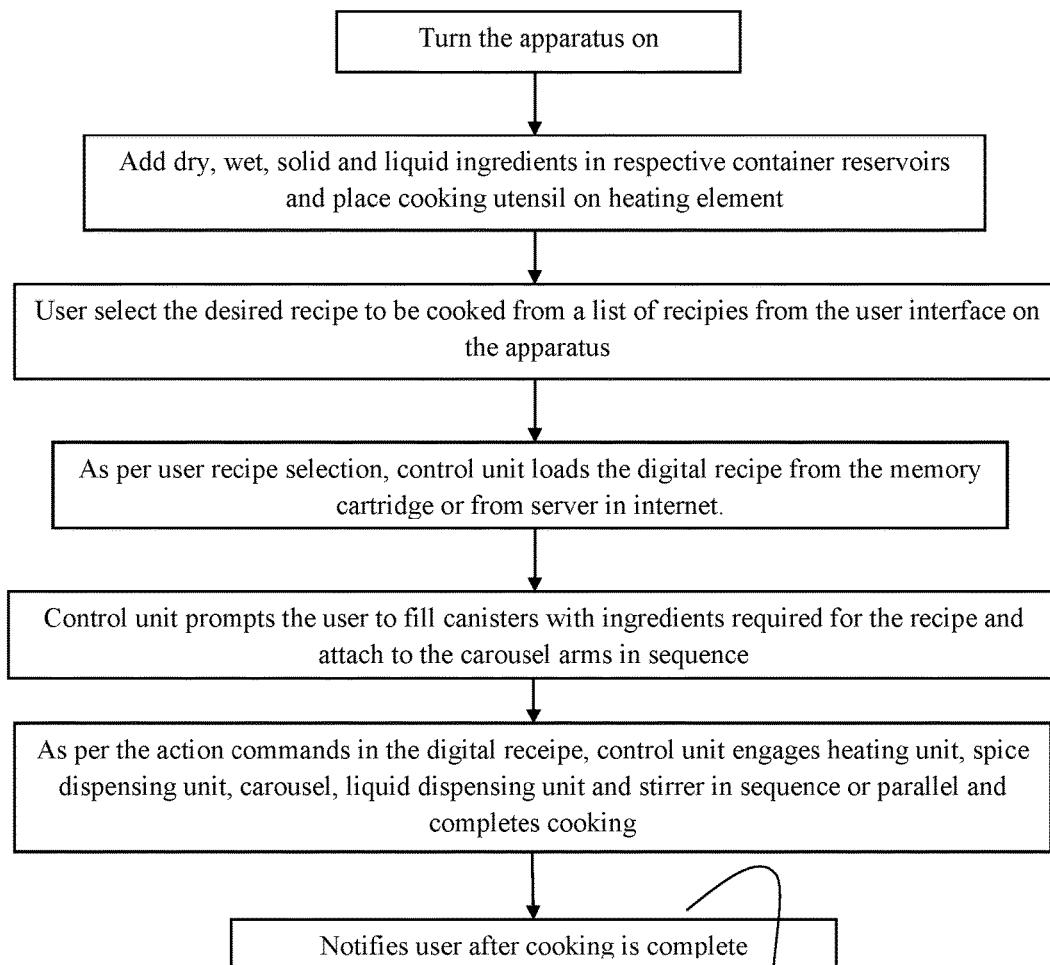 Turn the apparatus on
Add dry, wet, solid and liquid ingredients in respective container reservoirs
and place cooking utensil on heating element
User select the desired recipe to be cooked from a list of recipies from the user interface on
the apparatus
As per user recipe selection, control unit loads the digital recipe from the memory
cartridge or from server in internet.
Control unit prompts the user to fill canisters with ingredients required for the recipe and
attach to the carousel arms in sequence
As per the action commands in the digital receipe, control unit engages heating unit, spice
dispensing unit, carousel, liquid dispensing unit and stirrer in sequence or parallel and
completes cooking
Notifies user after cooking is complete